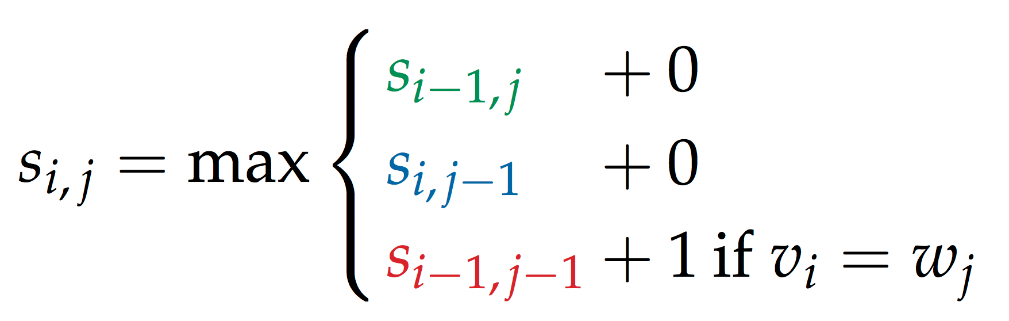 s_{i-1,j} + 0
s_{i,j} = max { s_{i,j-1} + 0
s_{i-1,j-1} + 1 if v_i = w_j